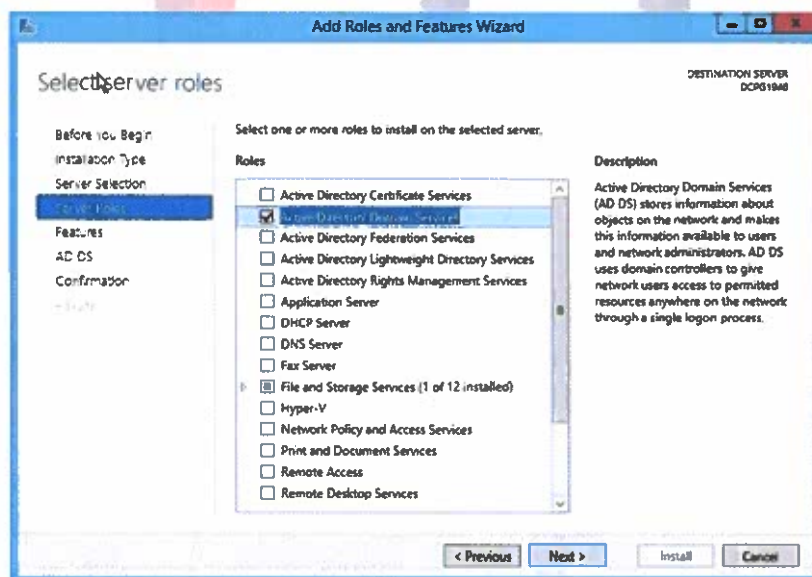 Add Roles and Features Wizard
Select server roles
DESTINATION SERVER
Before You Begin
Installation Type
Server Selection
Server Roles
Features
AD DS
Confirmation
Select one or more roles to install on the selected server.
Roles
Active Directory Certificate Services
Active Directory Domain Services
Active Directory Federation Services
Active Directory Lightweight Directory Services
Active Directory Rights Management Services
Application Server
DHCP Server
DNS Server
Fax Server
File and Storage Services (1 of 12 installed)
Hyper-V
Network Policy and Access Services
Print and Document Services
Remote Access
Remote Desktop Services
Description
Active Directory Domain Services
(AD DS) stores information about
objects on the network and makes
this information available to users
and network administrators. AD DS
uses domain controllers to give
network users access to permitted
resources anywhere on the network
through a single logon process.
< Previous
Next >
Install
Cancel